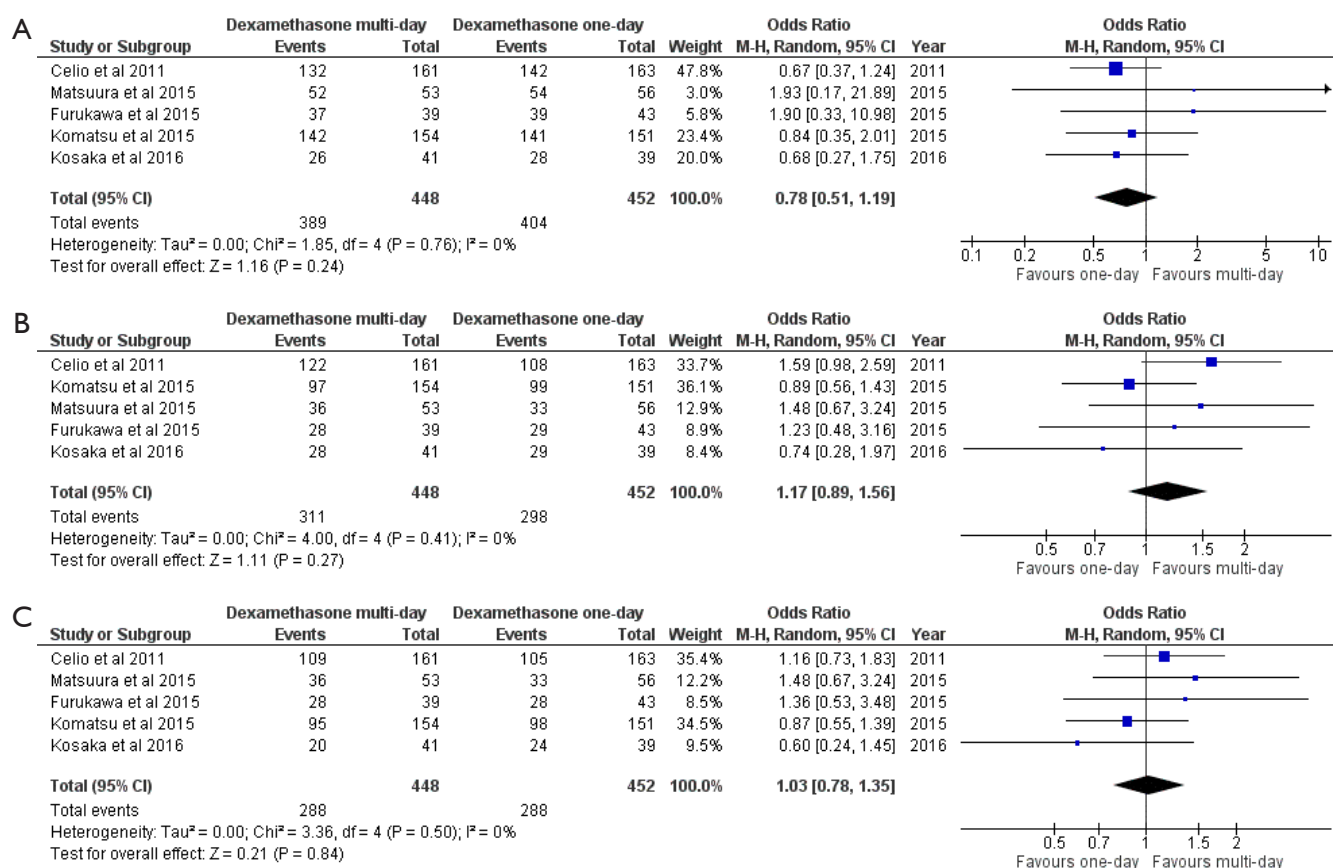 A
Dexamethasone multi-day Dexamethasone one-day Odds Ratio Odds Ratio
Study or Subgroup Events Total Events Total Weight M-H, Random, 95% CI Year M-H, Random, 95% CI
Celio et al 2011 132 161 142 163 47.8% 0.67 [0.37, 1.24] 2011
Matsuura et al 2015 52 53 54 56 3.0% 1.93 [0.17, 21.89] 2015
Furukawa et al 2015 37 39 39 43 5.8% 1.90 [0.33, 10.98] 2015
Komatsu et al 2015 142 154 141 151 23.4% 0.84 [0.35, 2.01] 2015
Kosaka et al 2016 26 41 28 39 20.0% 0.68 [0.27, 1.75] 2016
Total (95% CI) 448 452 100.0% 0.78 [0.51, 1.19]
Total events 389 404
Heterogeneity: Tau² = 0.00; Chi² = 1.85, df = 4 (P = 0.76); I² = 0%
Test for overall effect: Z = 1.16 (P = 0.24)
0.1 0.2 0.5 1 2 5 10
Favours one-day Favours multi-day
B
Dexamethasone multi-day Dexamethasone one-day Odds Ratio Odds Ratio
Study or Subgroup Events Total Events Total Weight M-H, Random, 95% CI Year M-H, Random, 95% CI
Celio et al 2011 122 161 108 163 33.7% 1.59 [0.98, 2.59] 2011
Komatsu et al 2015 97 154 99 151 36.1% 0.89 [0.56, 1.43] 2015
Matsuura et al 2015 36 53 33 56 12.9% 1.48 [0.67, 3.24] 2015
Furukawa et al 2015 28 39 29 43 8.9% 1.23 [0.48, 3.16] 2015
Kosaka et al 2016 28 41 29 39 8.4% 0.74 [0.28, 1.97] 2016
Total (95% CI) 448 452 100.0% 1.17 [0.89, 1.56]
Total events 311 298
Heterogeneity: Tau² = 0.00; Chi² = 4.00, df = 4 (P = 0.41); I² = 0%
Test for overall effect: Z = 1.11 (P = 0.27)
0.5 0.7 1 1.5 2
Favours one-day Favours multi-day
C
Dexamethasone multi-day Dexamethasone one-day Odds Ratio Odds Ratio
Study or Subgroup Events Total Events Total Weight M-H, Random, 95% CI Year M-H, Random, 95% CI
Celio et al 2011 109 161 105 163 35.4% 1.16 [0.73, 1.83] 2011
Matsuura et al 2015 36 53 33 56 12.2% 1.48 [0.67, 3.24] 2015
Furukawa et al 2015 28 39 28 43 8.5% 1.36 [0.53, 3.48] 2015
Komatsu et al 2015 95 154 98 151 34.5% 0.87 [0.55, 1.39] 2015
Kosaka et al 2016 20 41 24 39 9.5% 0.60 [0.24, 1.45] 2016
Total (95% CI) 448 452 100.0% 1.03 [0.78, 1.35]
Total events 288 288
Heterogeneity: Tau² = 0.00; Chi² = 3.36, df = 4 (P = 0.50); I² = 0%
Test for overall effect: Z = 0.21 (P = 0.84)
0.5 0.7 1 1.5 2
Favours one-day Favours multi-day